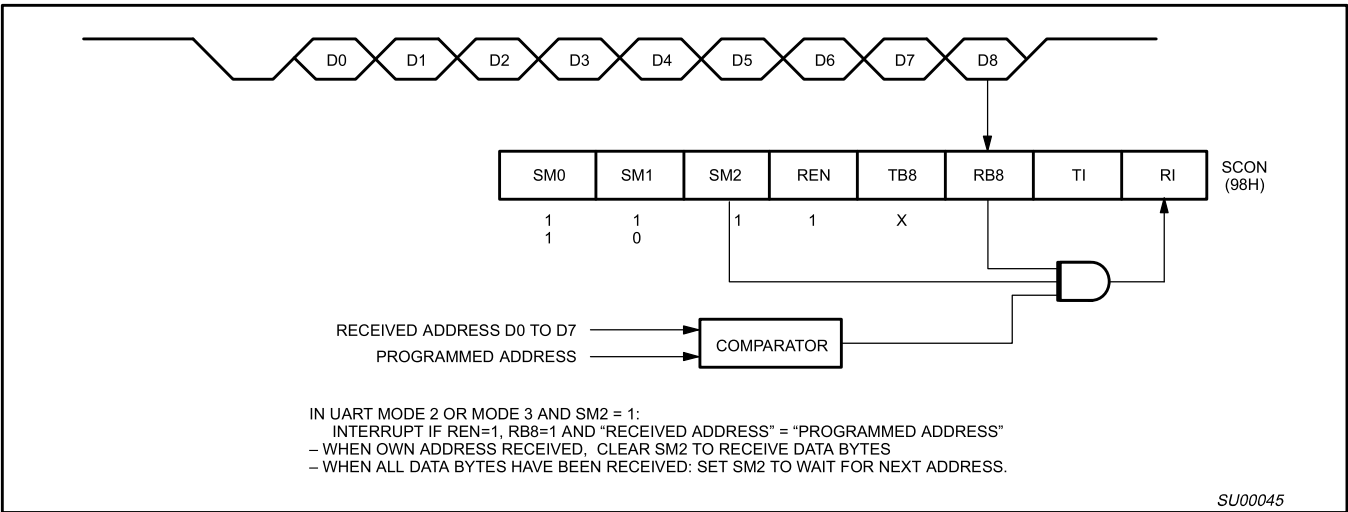 D0 D1 D2 D3 D4 D5 D6 D7 D8
SM0 SM1 SM2 REN TB8 RB8 TI RI
SCON
(98H)
1 1 1 1 X
1 0
RECEIVED ADDRESS D0 TO D7
PROGRAMMED ADDRESS
COMPARATOR
IN UART MODE 2 OR MODE 3 AND SM2 = 1:
INTERRUPT IF REN=1, RB8=1 AND “RECEIVED ADDRESS” = “PROGRAMMED ADDRESS”
– WHEN OWN ADDRESS RECEIVED, CLEAR SM2 TO RECEIVE DATA BYTES
– WHEN ALL DATA BYTES HAVE BEEN RECEIVED: SET SM2 TO WAIT FOR NEXT ADDRESS.
SU00045